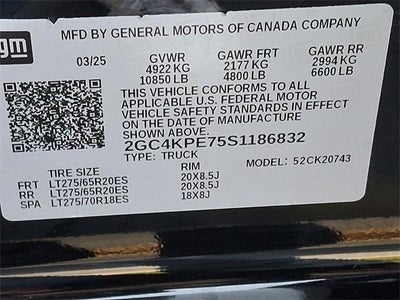 gm
MFD BY GENERAL MOTORS OF CANADA COMPANY
03/25 GVWR GAWR FRT GAWR RR
4922 KG 2177 KG 2994 KG
10850 LB 4800 LB 6600 LB
THIS VEHICLE CONFORMS TO ALL
APPLICABLE U.S. FEDERAL MOTOR
VEHICLE SAFETY STANDARDS IN EFFECT
ON THE DATE OF MANUFACTURE
SHOWN ABOVE.
2GC4KPE75S1186832
TYPE: TRUCK MODEL: 52CK20743
TIRE SIZE RIM
FRT LT275/65R20ES 20X8.5J
RR LT275/65R20ES 20X8.5J
SPA LT275/70R18ES 18X8J